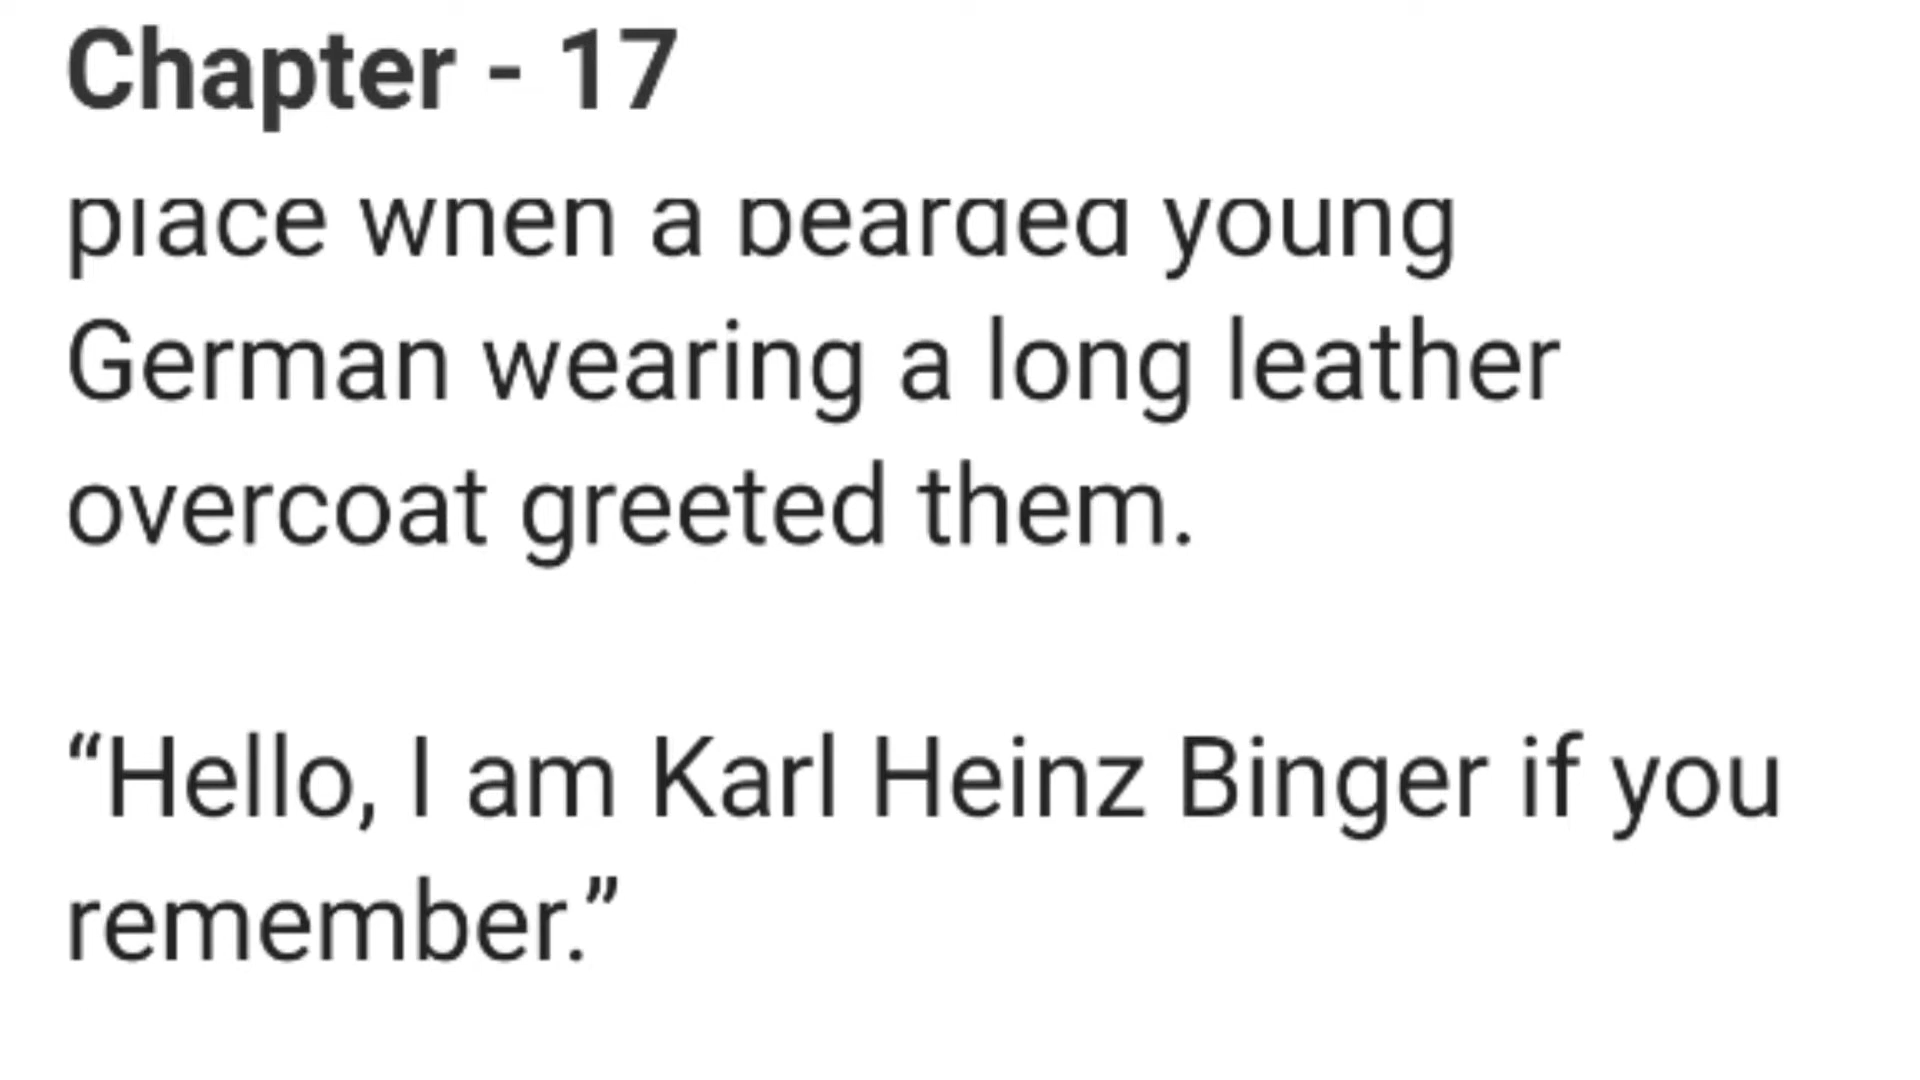 Chapter - 17
place when a bearded young
German wearing a long leather
overcoat greeted them.
“Hello, I am Karl Heinz Binger if you
remember.”